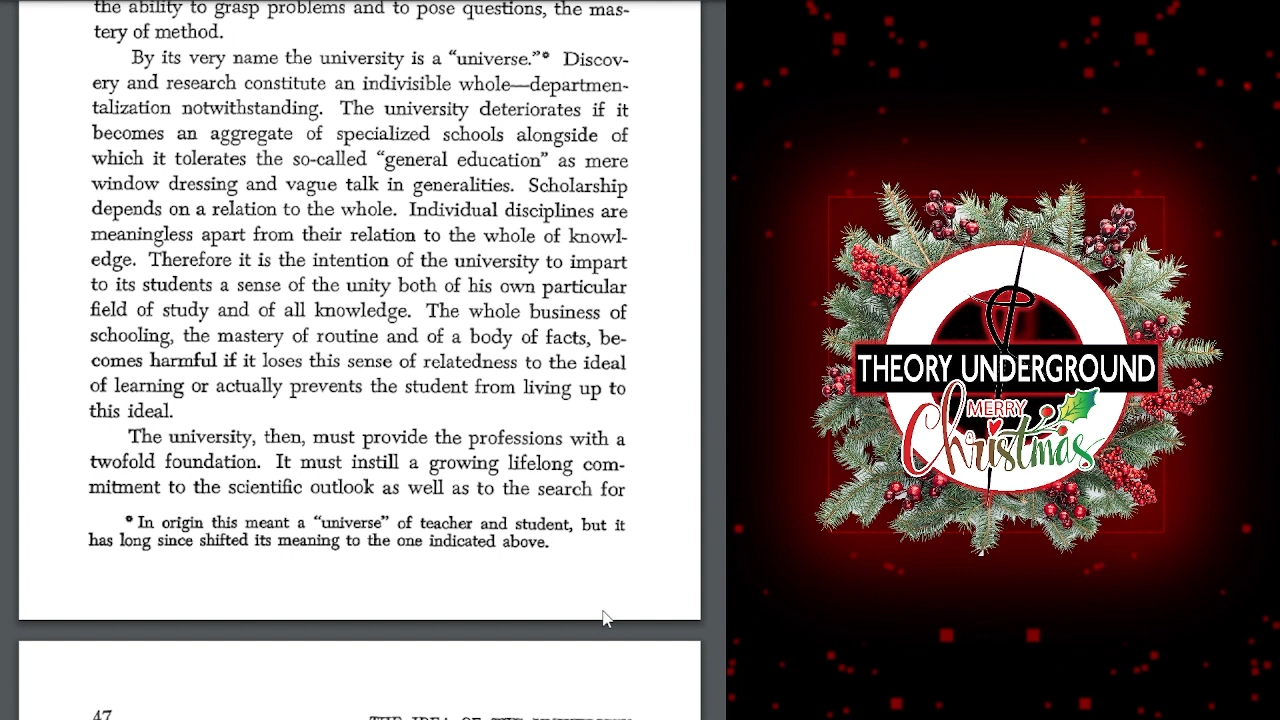 the ability to grasp problems and to pose questions, the mas-
tery of method.
By its very name the university is a “universe.”* Discov-
ery and research constitute an indivisible whole—departmen-
talization notwithstanding. The university deteriorates if it
becomes an aggregate of specialized schools alongside of
which it tolerates the so-called “general education” as mere
window dressing and vague talk in generalities. Scholarship
depends on a relation to the whole. Individual disciplines are
meaningless apart from their relation to the whole of knowl-
edge. Therefore it is the intention of the university to impart
to its students a sense of the unity both of his own particular
field of study and of all knowledge. The whole business of
schooling, the mastery of routine and of a body of facts, be-
comes harmful if it loses this sense of relatedness to the ideal
of learning or actually prevents the student from living up to
this ideal.
The university, then, must provide the professions with a
twofold foundation. It must instill a growing lifelong com-
mitment to the scientific outlook as well as to the search for
* In origin this meant a “universe” of teacher and student, but it
has long since shifted its meaning to the one indicated above.
47
THE IDEA OF THE UNIVERSITY
THEORY UNDERGROUND
MERRY
Christmas